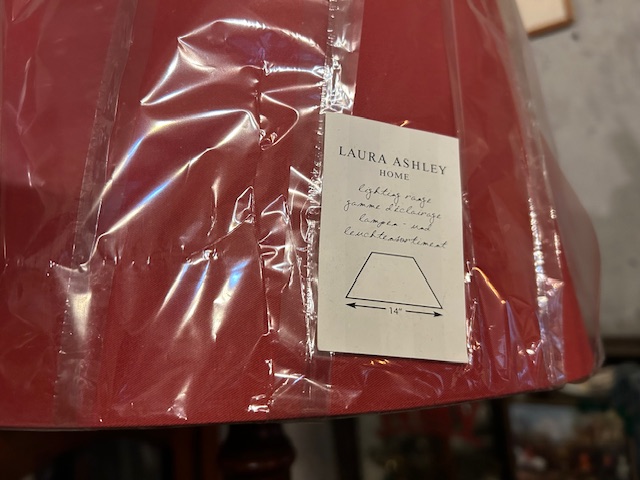 LAURA ASHLEY
HOME
lighting range
gamme d'éclairage
lampen- und
leuchtensortiment
14"